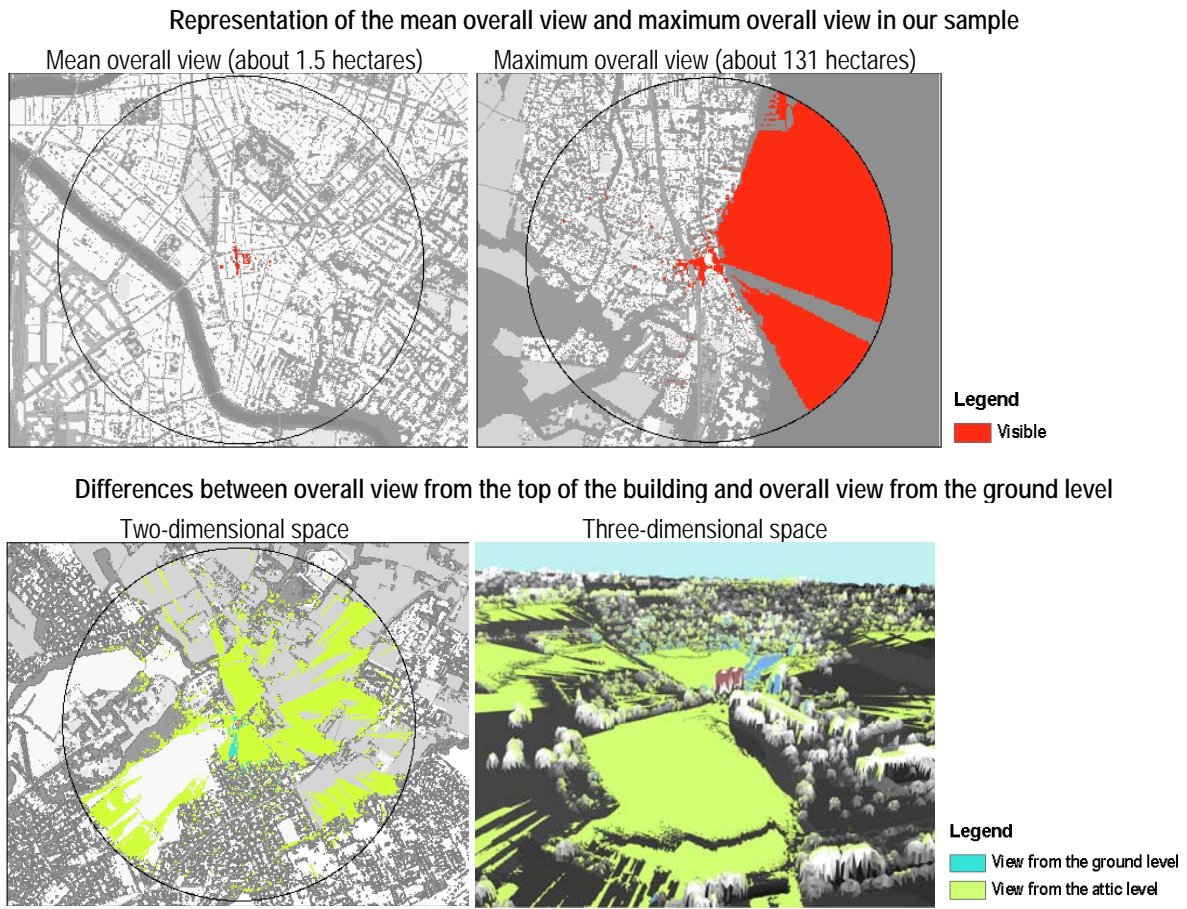 Representation of the mean overall view and maximum overall view in our sample
Mean overall view (about 1.5 hectares)
Maximum overall view (about 131 hectares)
Legend
Visible
Differences between overall view from the top of the building and overall view from the ground level
Two-dimensional space
Three-dimensional space
Legend
View from the ground level
View from the attic level